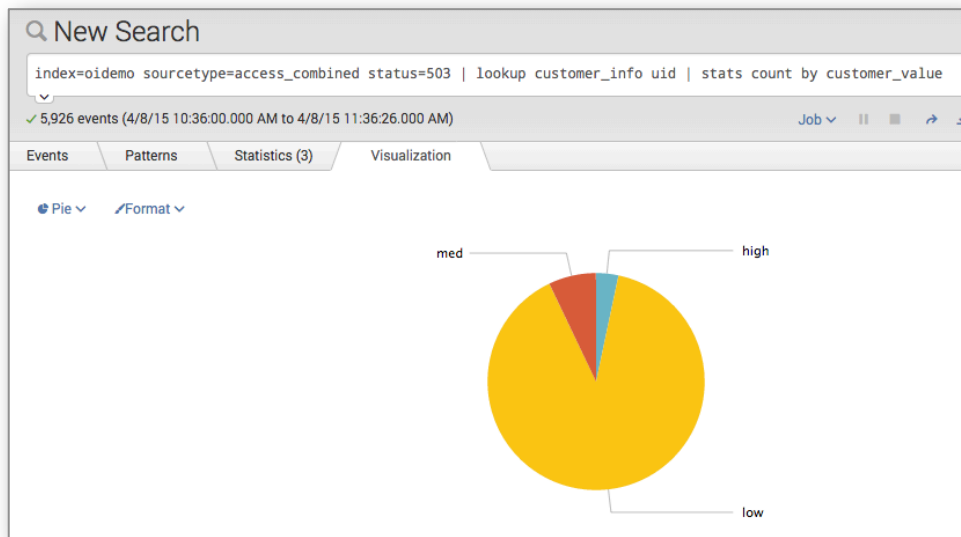 New Search
index=oidemo sourcetype=access_combined status=503 | lookup customer_info uid | stats count by customer_value
5,926 events (4/8/15 10:36:00.000 AM to 4/8/15 11:36:26.000 AM) Job
Events Patterns Statistics (3) Visualization
Pie Format
med high
low